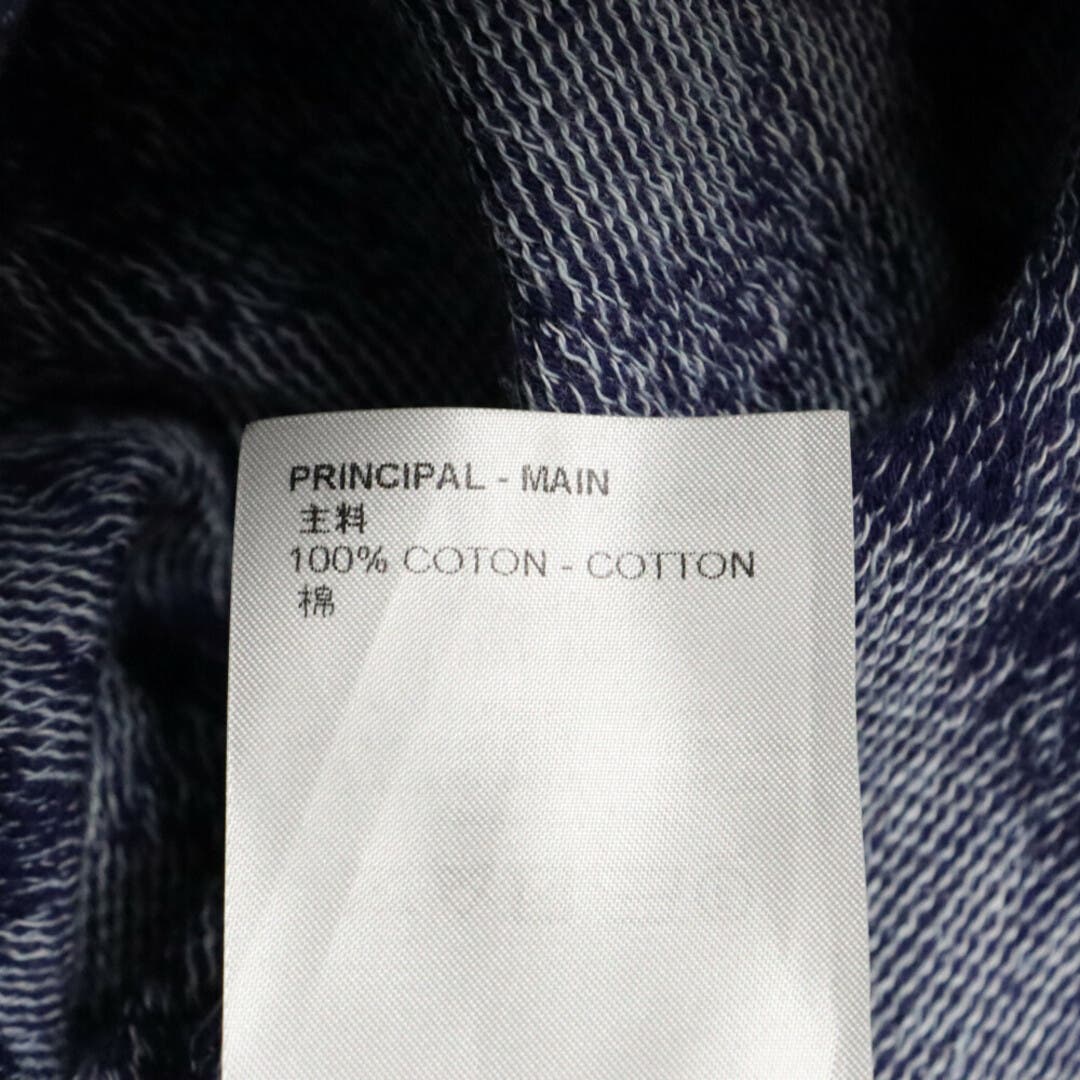 PRINCIPAL - MAIN
主料
100% COTON - COTTON
棉